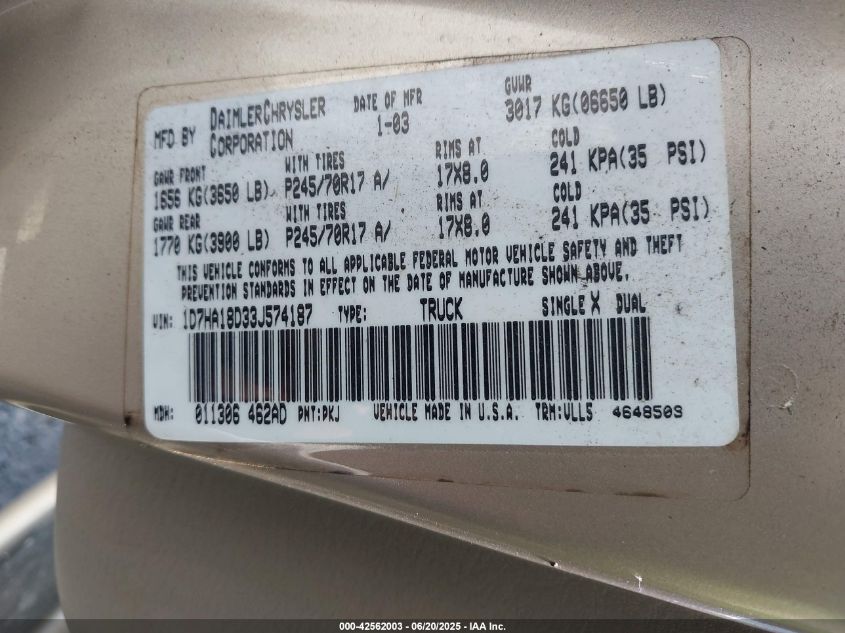 MFD BY DAIMLERCHRYSLER CORPORATION DATE OF MFR 1-03 GVWR 3017 KG(06650 LB)
GAWR FRONT WITH TIRES RIMS AT COLD
1656 KG(3650 LB) P245/70R17 A/ 17X8.0 241 KPA(35 PSI)
GAWR REAR WITH TIRES RIMS AT COLD
1770 KG(3900 LB) P245/70R17 A/ 17X8.0 241 KPA(35 PSI)
THIS VEHICLE CONFORMS TO ALL APPLICABLE FEDERAL MOTOR VEHICLE SAFETY AND THEFT
PREVENTION STANDARDS IN EFFECT ON THE DATE OF MANUFACTURE SHOWN ABOVE.
VIN: 1D7HA18D33J574187 TYPE: TRUCK SINGLE X DUAL
MDH: 011306 462AD PNT:PKJ VEHICLE MADE IN U.S.A. TRM:VLL5 4648503
000-42562003 - 06/20/2025 - IAA Inc.